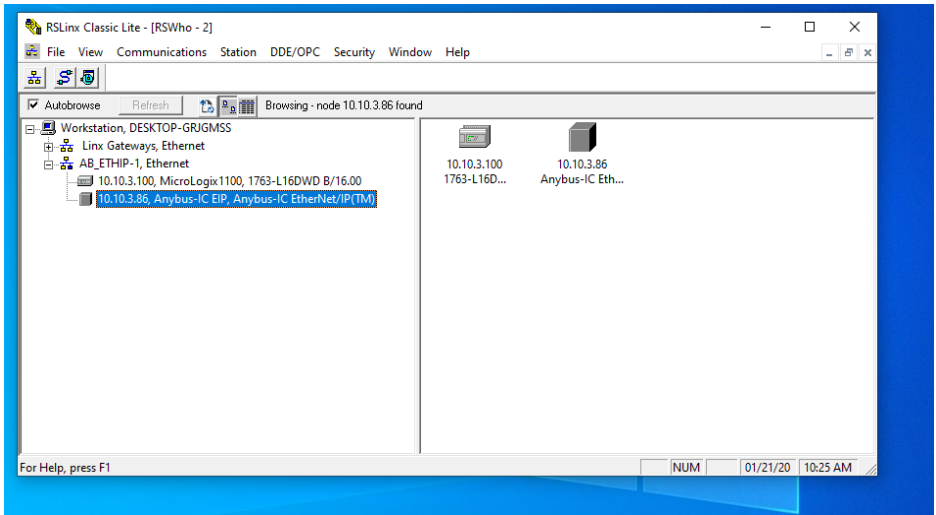 RSLinx Classic Lite - [RSWho - 2]
File View Communications Station DDE/OPC Security Window Help
Autobrowse Refresh Browsing - node 10.10.3.86 found
Workstation, DESKTOP-GRJGMSS
Linx Gateways, Ethernet
AB_ETHIP-1, Ethernet
10.10.3.100, MicroLogix1100, 1763-L16DWD B/16.00
10.10.3.86, Anybus-IC EIP, Anybus-IC EtherNet/IP(TM)
10.10.3.100
1763-L16D...
10.10.3.86
Anybus-IC Eth...
For Help, press F1 NUM 01/21/20 10:25 AM